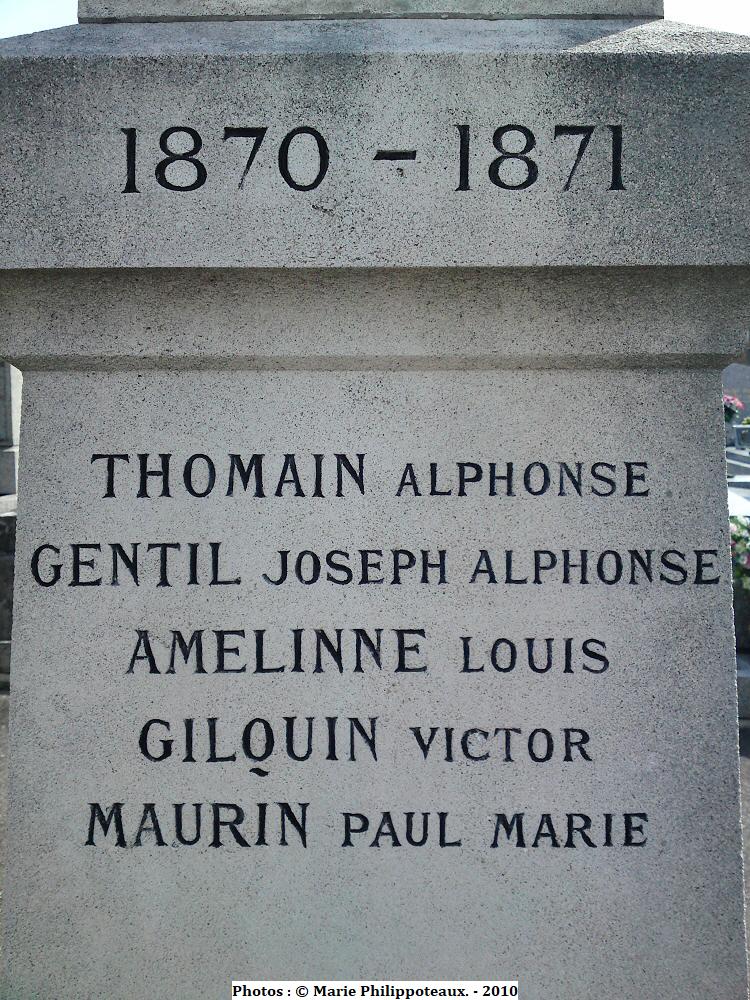 1870 - 1871
THOMAIN ALPHONSE
GENTIL JOSEPH ALPHONSE
AMELINNE LOUIS
GILQUIN VICTOR
MAURIN PAUL MARIE
Photos : © Marie Philippoteaux. - 2010